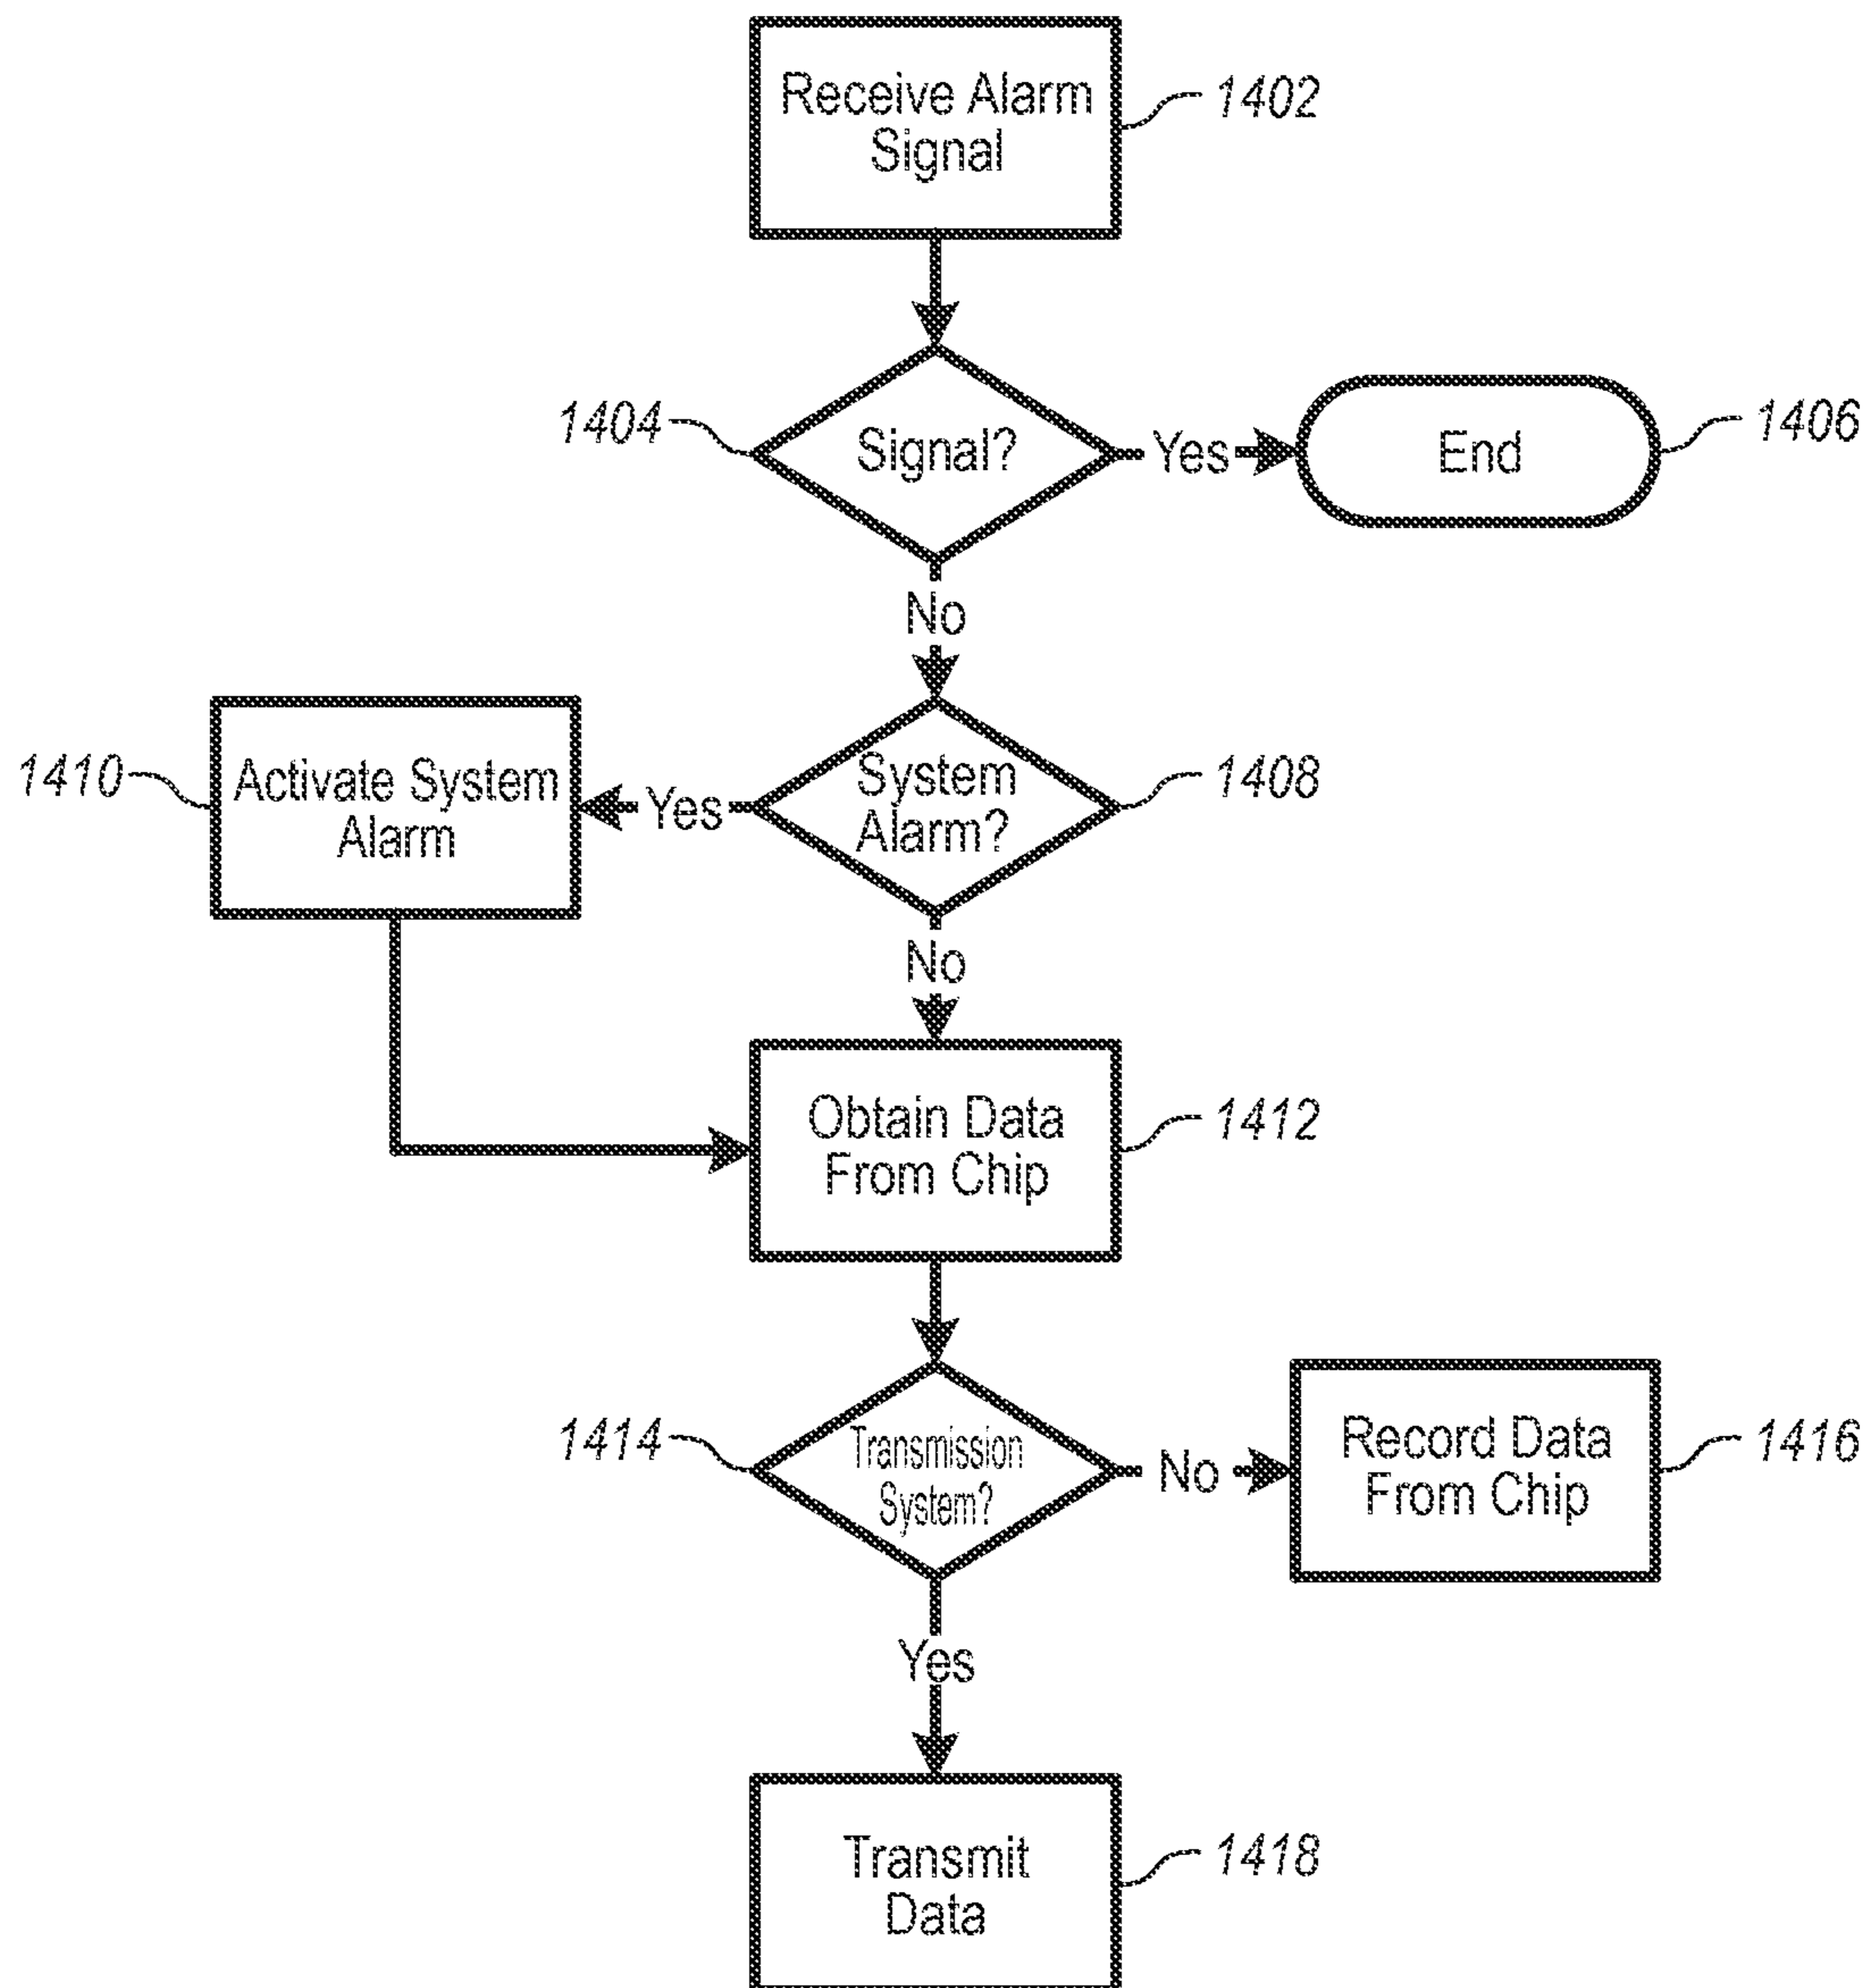 Receive Alarm
Signal
1402
1404
Signal?
Yes
End
1406
No
1410
Activate System
Alarm
Yes
System
Alarm?
1408
No
Obtain Data
From Chip
1412
1414
Transmission
System?
No
Record Data
From Chip
1416
Yes
Transmit
Data
1418